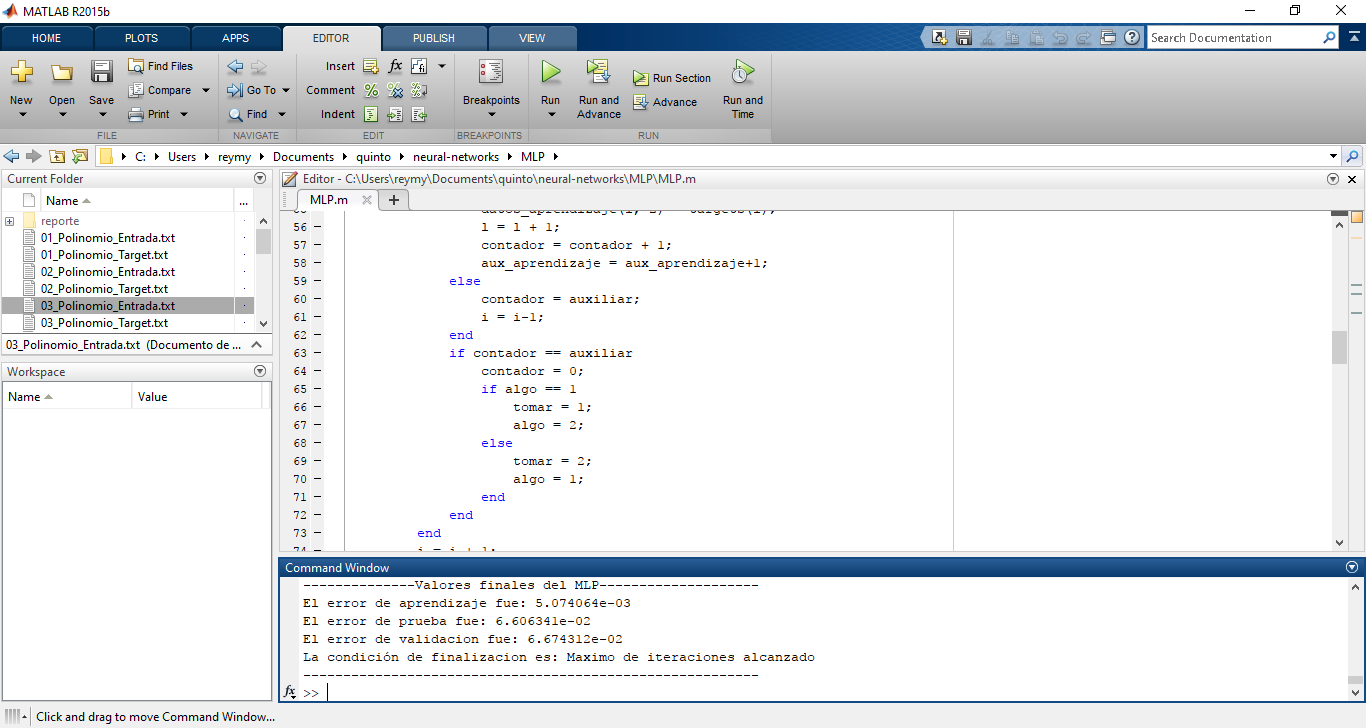 MATLAB R2015b
HOME PLOTS APPS EDITOR PUBLISH VIEW
Search Documentation
New Open Save Find Files Compare Print
FILE
Go To Find
NAVIGATE
Insert fx Comment Indent
EDIT
Breakpoints
BREAKPOINTS
Run Run and Advance Run Section Advance Run and Time
RUN
C: Users reymy Documents quinto neural-networks MLP
Current Folder
Name ...
reporte
01_Polinomio_Entrada.txt
01_Polinomio_Target.txt
02_Polinomio_Entrada.txt
02_Polinomio_Target.txt
03_Polinomio_Entrada.txt
03_Polinomio_Target.txt
03_Polinomio_Entrada.txt (Documento de ...
Workspace
Name Value
Editor - C:\Users\reymy\Documents\quinto\neural-networks\MLP\MLP.m
MLP.m
56 – l = l + 1;
57 – contador = contador + 1;
58 – aux_aprendizaje = aux_aprendizaje+1;
59 – else
60 – contador = auxiliar;
61 – i = i-1;
62 – end
63 – if contador == auxiliar
64 – contador = 0;
65 – if algo == 1
66 – tomar = 1;
67 – algo = 2;
68 – else
69 – tomar = 2;
70 – algo = 1;
71 – end
72 – end
73 – end
74 – i = i + 1;
Command Window
--------------Valores finales del MLP--------------------
El error de aprendizaje fue: 5.074064e-03
El error de prueba fue: 6.606341e-02
El error de validacion fue: 6.674312e-02
La condición de finalizacion es: Maximo de iteraciones alcanzado
---------------------------------------------------------
fx >>
Click and drag to move Command Window...